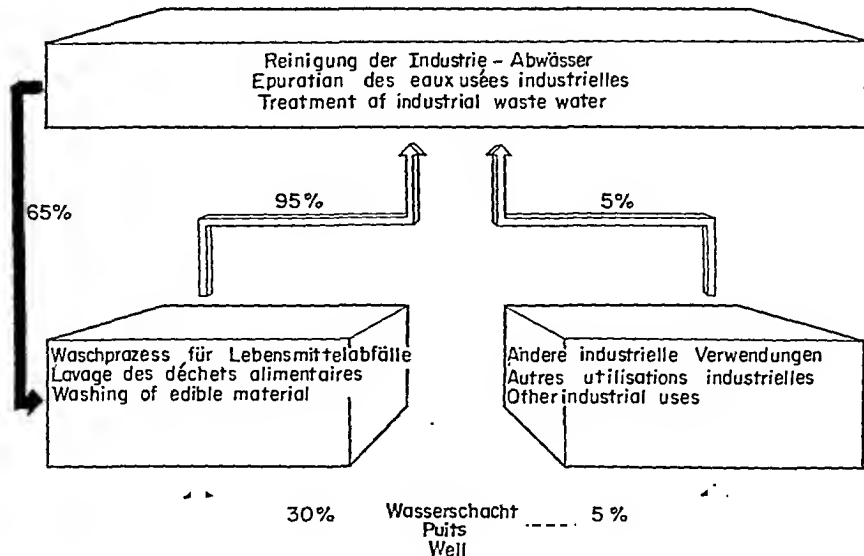 Reinigung der Industrie - Abwässer
Epuration des eaux usées industrielles
Treatment af industrial waste water
65%
95%
5%
Waschprazess für Lebensmittelabfälle
Lavage des déchets alimentaires
Washing of edible material
Andere industrielle Verwendungen
Autres utilisations industrielles
Other industrial uses
30%
Wasserschacht
Puits
Well
5%